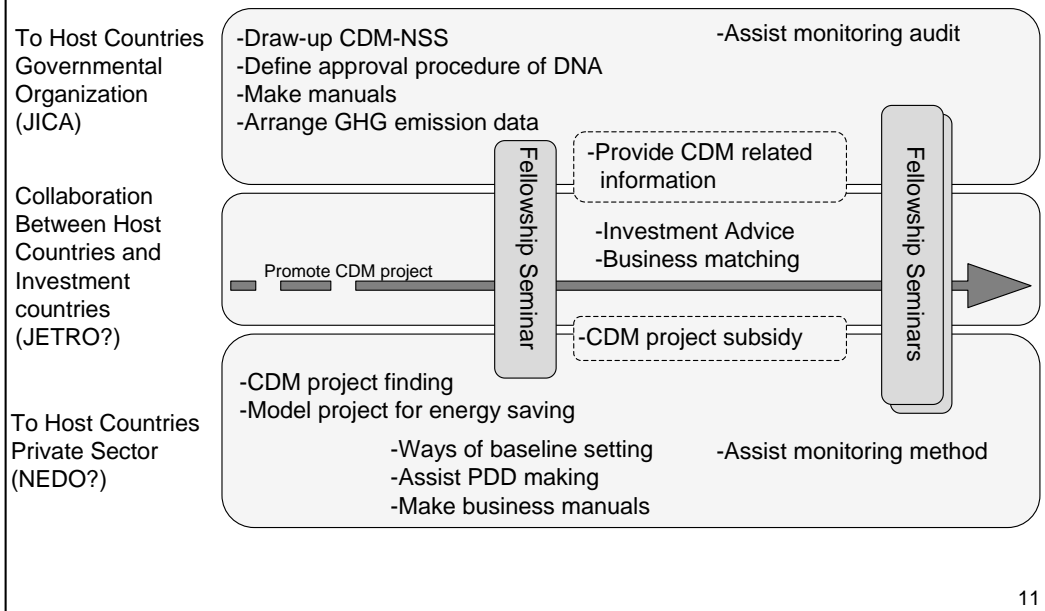 To Host Countries
Governmental
Organization
(JICA)
-Draw-up CDM-NSS
-Define approval procedure of DNA
-Make manuals
-Arrange GHG emission data
-Assist monitoring audit
-Provide CDM related
information
Fellowship Seminar
Fellowship Seminars
Collaboration
Between Host
Countries and
Investment
countries
(JETRO?)
Promote CDM project
-Investment Advice
-Business matching
-CDM project subsidy
To Host Countries
Private Sector
(NEDO?)
-CDM project finding
-Model project for energy saving
-Ways of baseline setting
-Assist PDD making
-Make business manuals
-Assist monitoring method
11